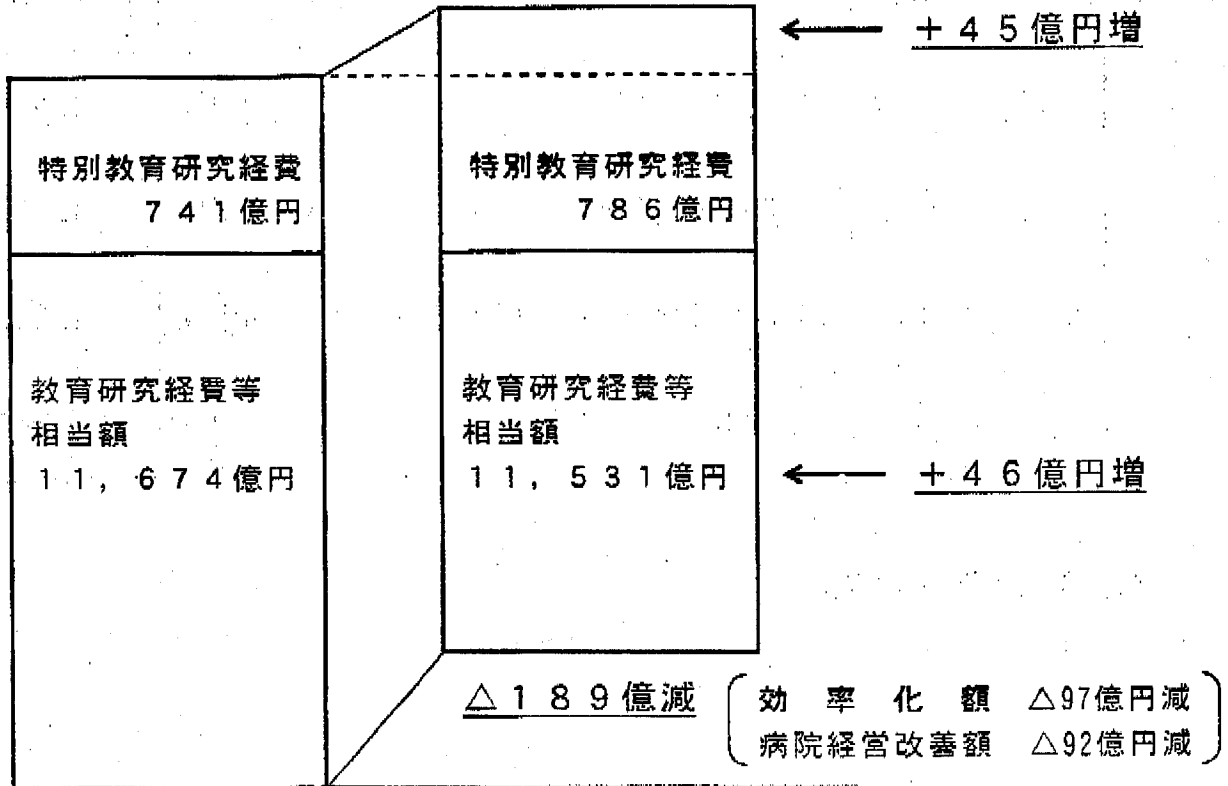 ＋４５億円増
特別教育研究経費
７４１億円
特別教育研究経費
７８６億円
教育研究経費等
相当額
１１，６７４億円
教育研究経費等
相当額
１１，５３１億円
＋４６億円増
△１８９億減
効率化額 △97億円減
病院経営改善額 △92億円減